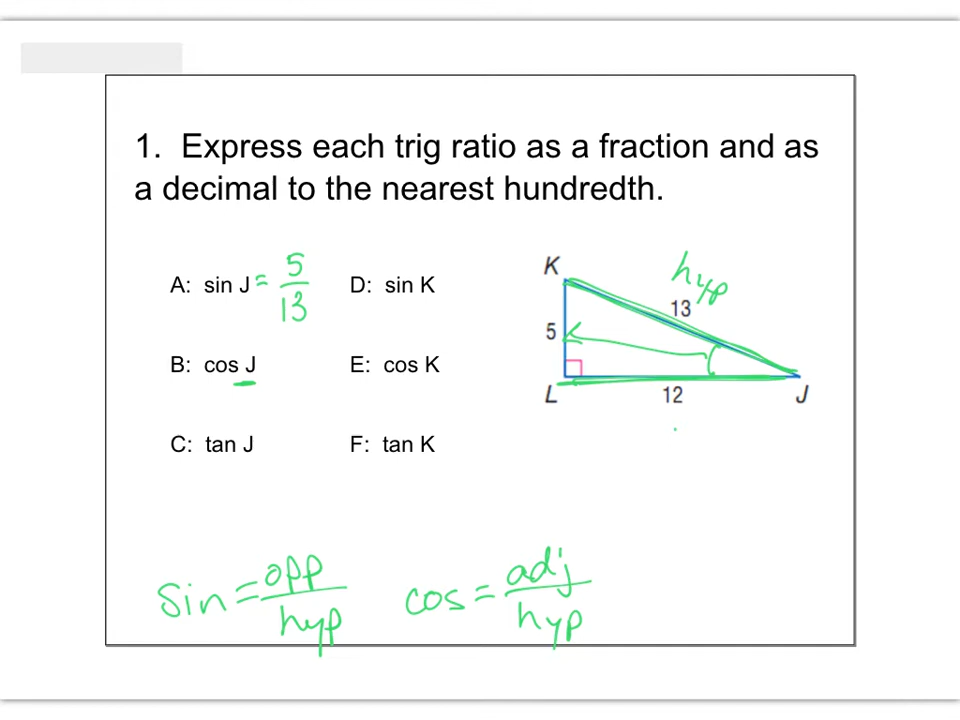 1. Express each trig ratio as a fraction and as
a decimal to the nearest hundredth.
A: sin J = 5/13
D: sin K
B: cos J
E: cos K
C: tan J
F: tan K
K
hyp
13
5
L
12
J
sin = opp/hyp
cos = adj/hyp